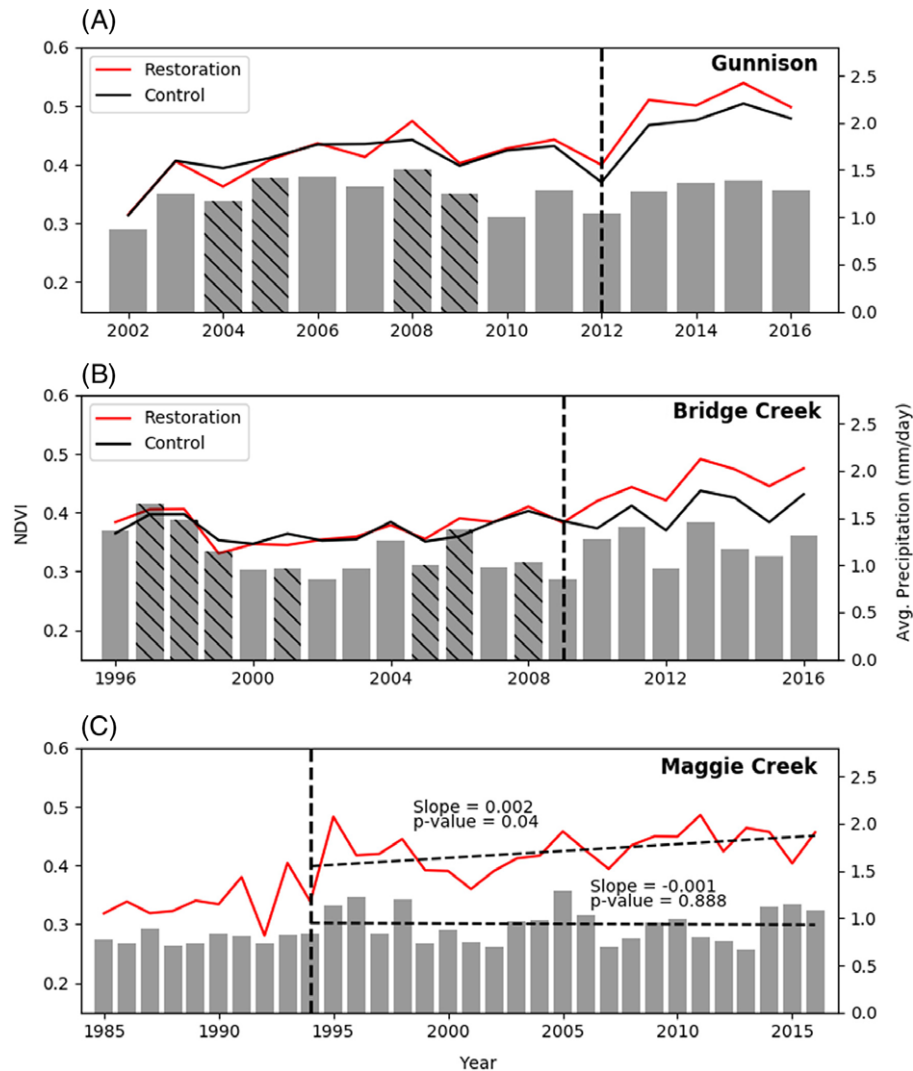 (A)
Gunnison
Restoration
Control
0.6
0.5
0.4
0.3
0.2
2.5
2.0
1.5
1.0
0.5
0.0
2002 2004 2006 2008 2010 2012 2014 2016
(B)
Bridge Creek
Restoration
Control
NDVI
0.6
0.5
0.4
0.3
0.2
2.5
2.0
1.5
1.0
0.5
0.0
Avg. Precipitation (mm/day)
1996 2000 2004 2008 2012 2016
(C)
Maggie Creek
Slope = 0.002
p-value = 0.04
Slope = -0.001
p-value = 0.888
0.6
0.5
0.4
0.3
0.2
2.5
2.0
1.5
1.0
0.5
0.0
1985 1990 1995 2000 2005 2010 2015
Year